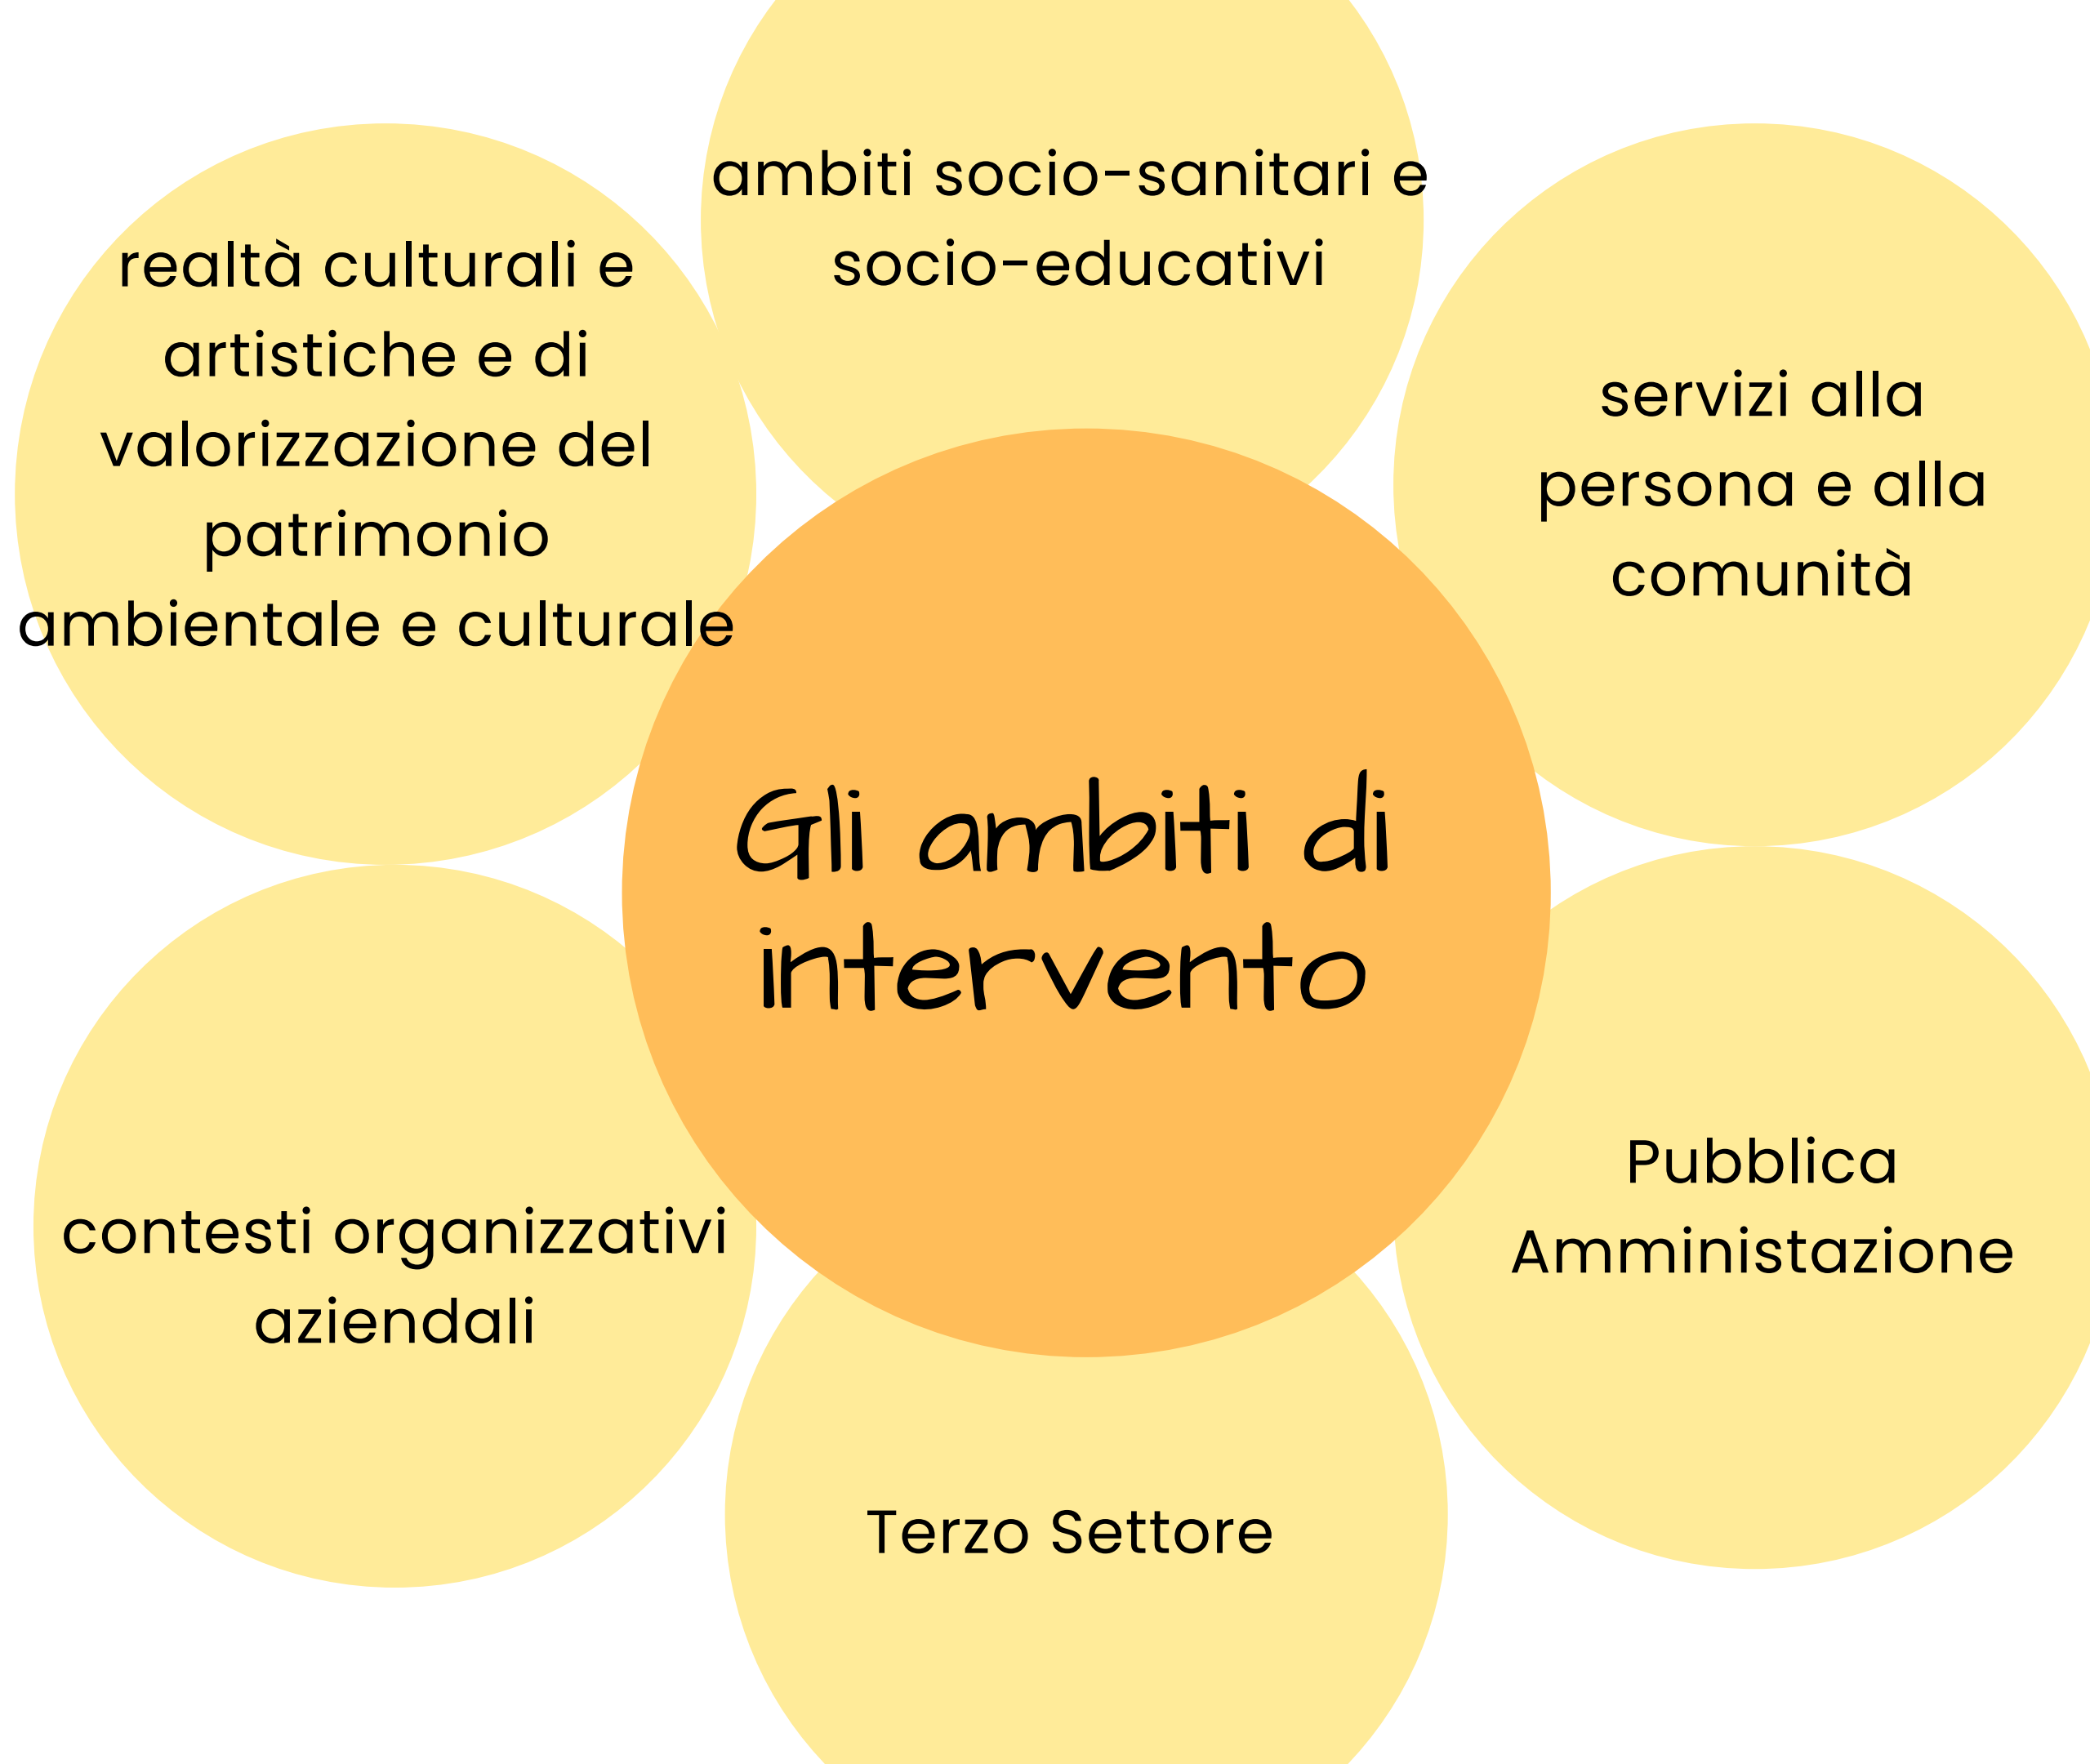 ambiti socio-sanitari e
socio-educativi
realtà culturali e
artistiche e di
valorizzazione del
patrimonio
ambientale e culturale
servizi alla
persona e alla
comunità
Gli ambiti di
intervento
contesti organizzativi
aziendali
Pubblica
Amministazione
Terzo Settore